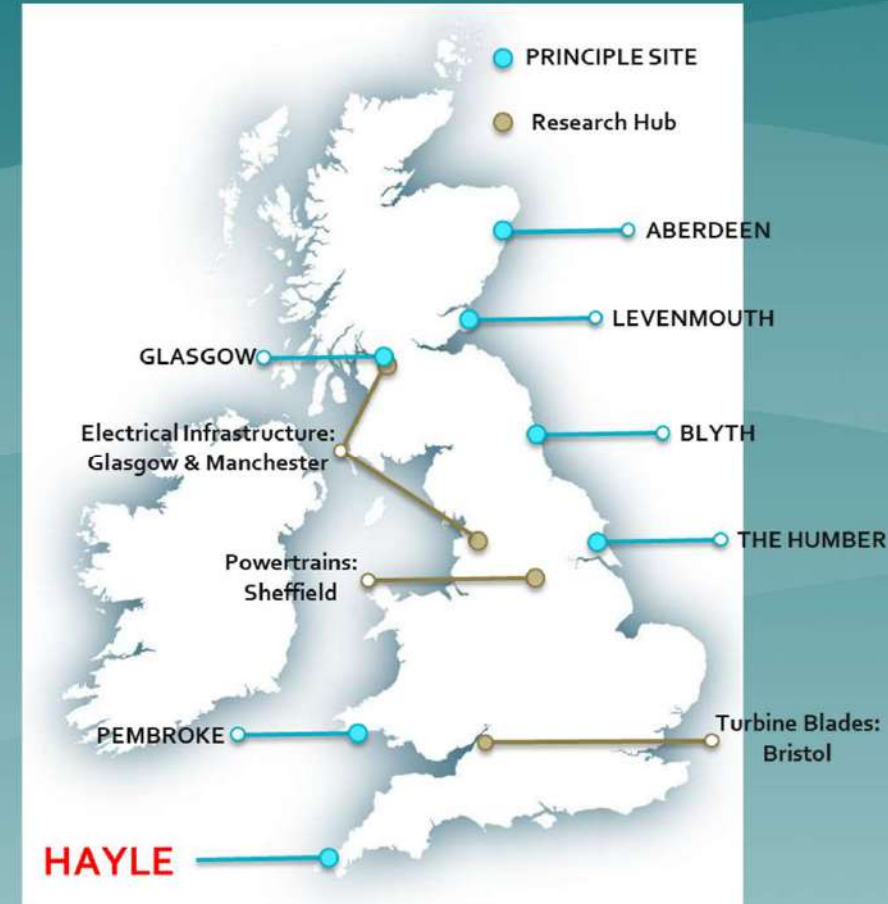 PRINCIPLE SITE
Research Hub
ABERDEEN
LEVENMOUTH
GLASGOW
Electrical Infrastructure:
Glasgow & Manchester
BLYTH
THE HUMBER
Powertrains:
Sheffield
PEMBROKE
Turbine Blades:
Bristol
HAYLE